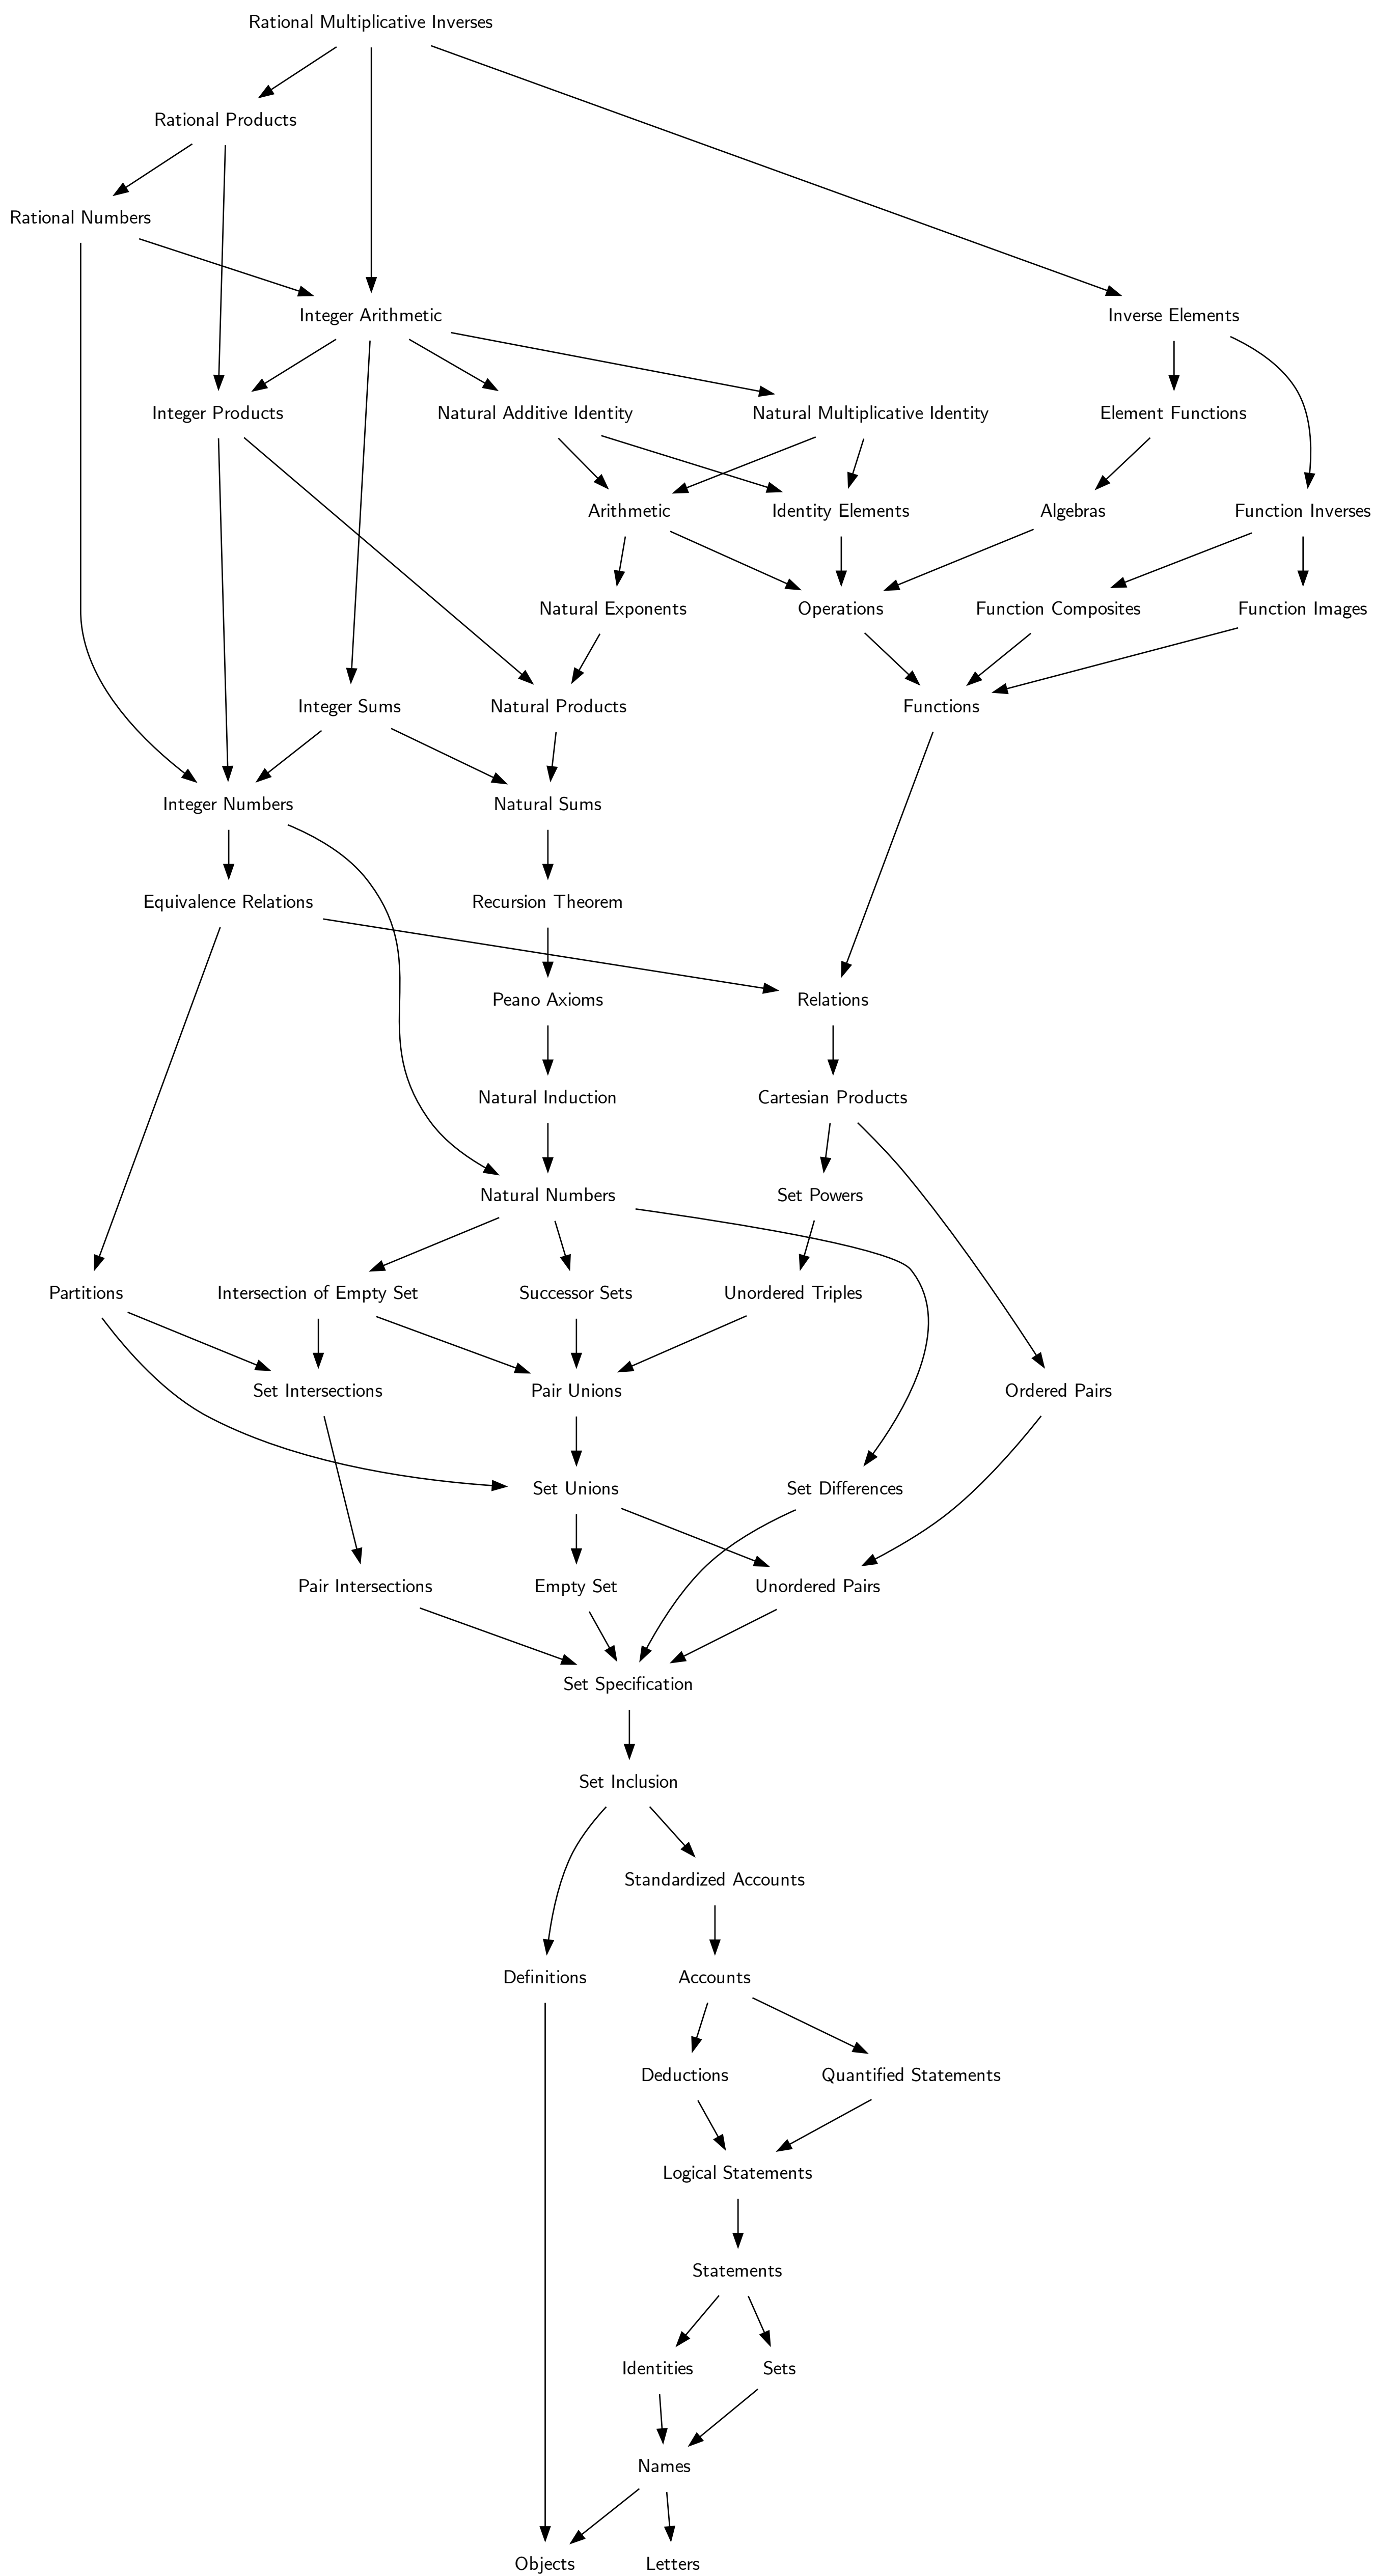 Rational Multiplicative Inverses
Rational Products
Rational Numbers
Integer Arithmetic
Inverse Elements
Integer Products
Natural Additive Identity
Natural Multiplicative Identity
Element Functions
Arithmetic
Identity Elements
Algebras
Function Inverses
Natural Exponents
Operations
Function Composites
Function Images
Integer Sums
Natural Products
Functions
Integer Numbers
Natural Sums
Equivalence Relations
Recursion Theorem
Peano Axioms
Relations
Natural Induction
Cartesian Products
Natural Numbers
Set Powers
Partitions
Intersection of Empty Set
Successor Sets
Unordered Triples
Set Intersections
Pair Unions
Ordered Pairs
Set Unions
Set Differences
Pair Intersections
Empty Set
Unordered Pairs
Set Specification
Set Inclusion
Standardized Accounts
Definitions
Accounts
Deductions
Quantified Statements
Logical Statements
Statements
Identities
Sets
Names
Objects
Letters